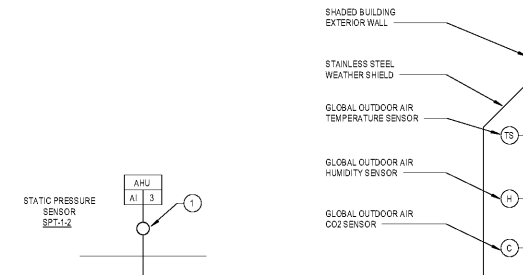 SHADED BUILDING
EXTERIOR WALL
STAINLESS STEEL
WEATHER SHIELD
GLOBAL OUTDOOR AIR
TEMPERATURE SENSOR
TS
GLOBAL OUTDOOR AIR
HUMIDITY SENSOR
H
GLOBAL OUTDOOR AIR
CO2 SENSOR
C
AHU
AI 3
1
STATIC PRESSURE
SENSOR
SPT-1-2